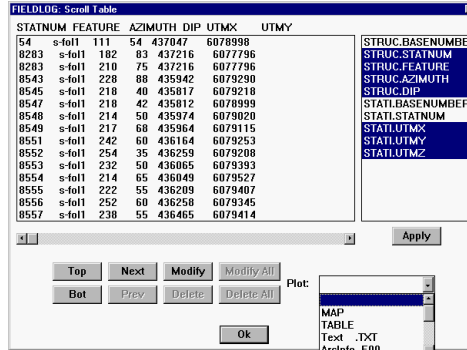 FIELDLOG: Scroll Table
STATNUM FEATURE AZIMUTH DIP UTMX UTMY
54 s-fol1 111 54 437047 6078998
8283 s-fol1 182 83 437216 6077796
8283 s-fol1 210 75 437216 6077796
8543 s-fol1 228 88 435942 6079290
8545 s-fol1 218 40 435817 6079218
8547 s-fol1 218 42 435812 6078999
8548 s-fol1 214 50 435974 6079020
8549 s-fol1 217 68 435964 6079115
8551 s-fol1 242 60 436164 6079253
8552 s-fol1 254 35 436259 6079208
8553 s-fol1 232 50 436065 6079393
8554 s-fol1 214 65 436049 6079527
8555 s-fol1 222 55 436209 6079407
8556 s-fol1 252 60 436258 6079345
8557 s-fol1 238 55 436465 6079414
STRUC.BASENUMBE
STRUC.STATNUM
STRUC.FEATURE
STRUC.AZIMUTH
STRUC.DIP
STATI.BASENUMBER
STATI.STATNUM
STATI.UTMX
STATI.UTMY
STATI.UTMZ
Apply
Top Next Modify Modify All
Bot Prev Delete Delete All
Plot:
MAP
TABLE
Text .TXT
ArcInfo .E00
Ok